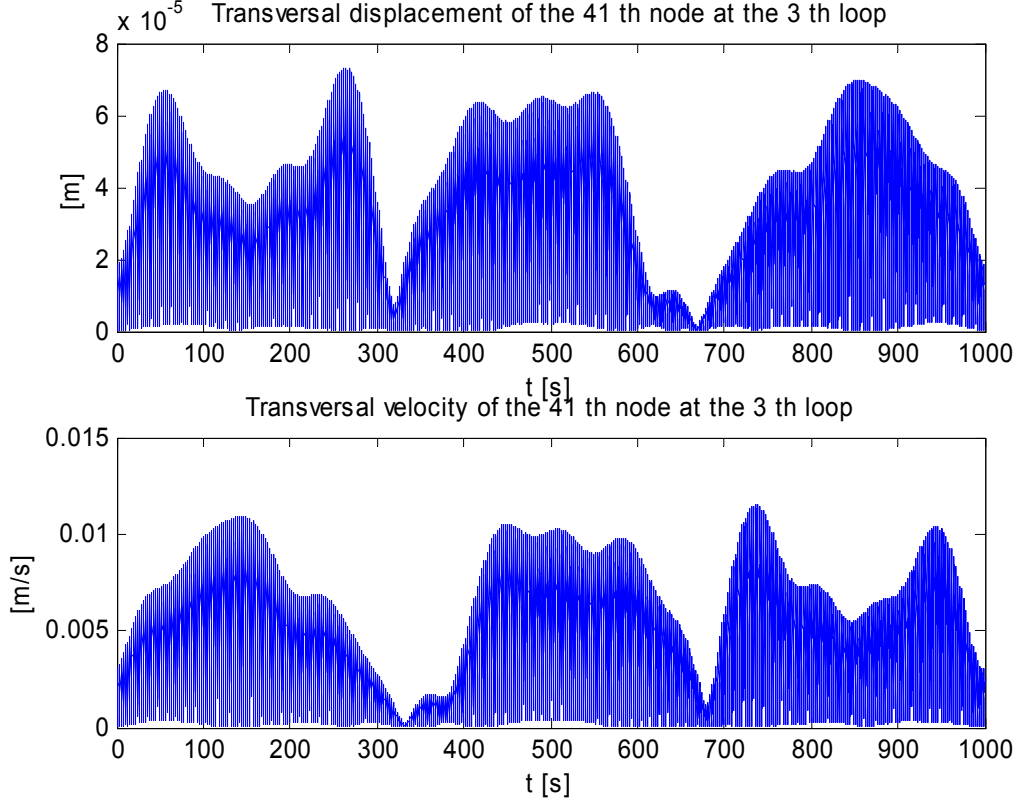 x 10-5
Transversal displacement of the 41 th node at the 3 th loop
8
6
4
2
0
[m]
0 100 200 300 400 500 600 700 800 900 1000
t [s]
Transversal velocity of the 41 th node at the 3 th loop
0.015
0.01
0.005
0
[m/s]
0 100 200 300 400 500 600 700 800 900 1000
t [s]